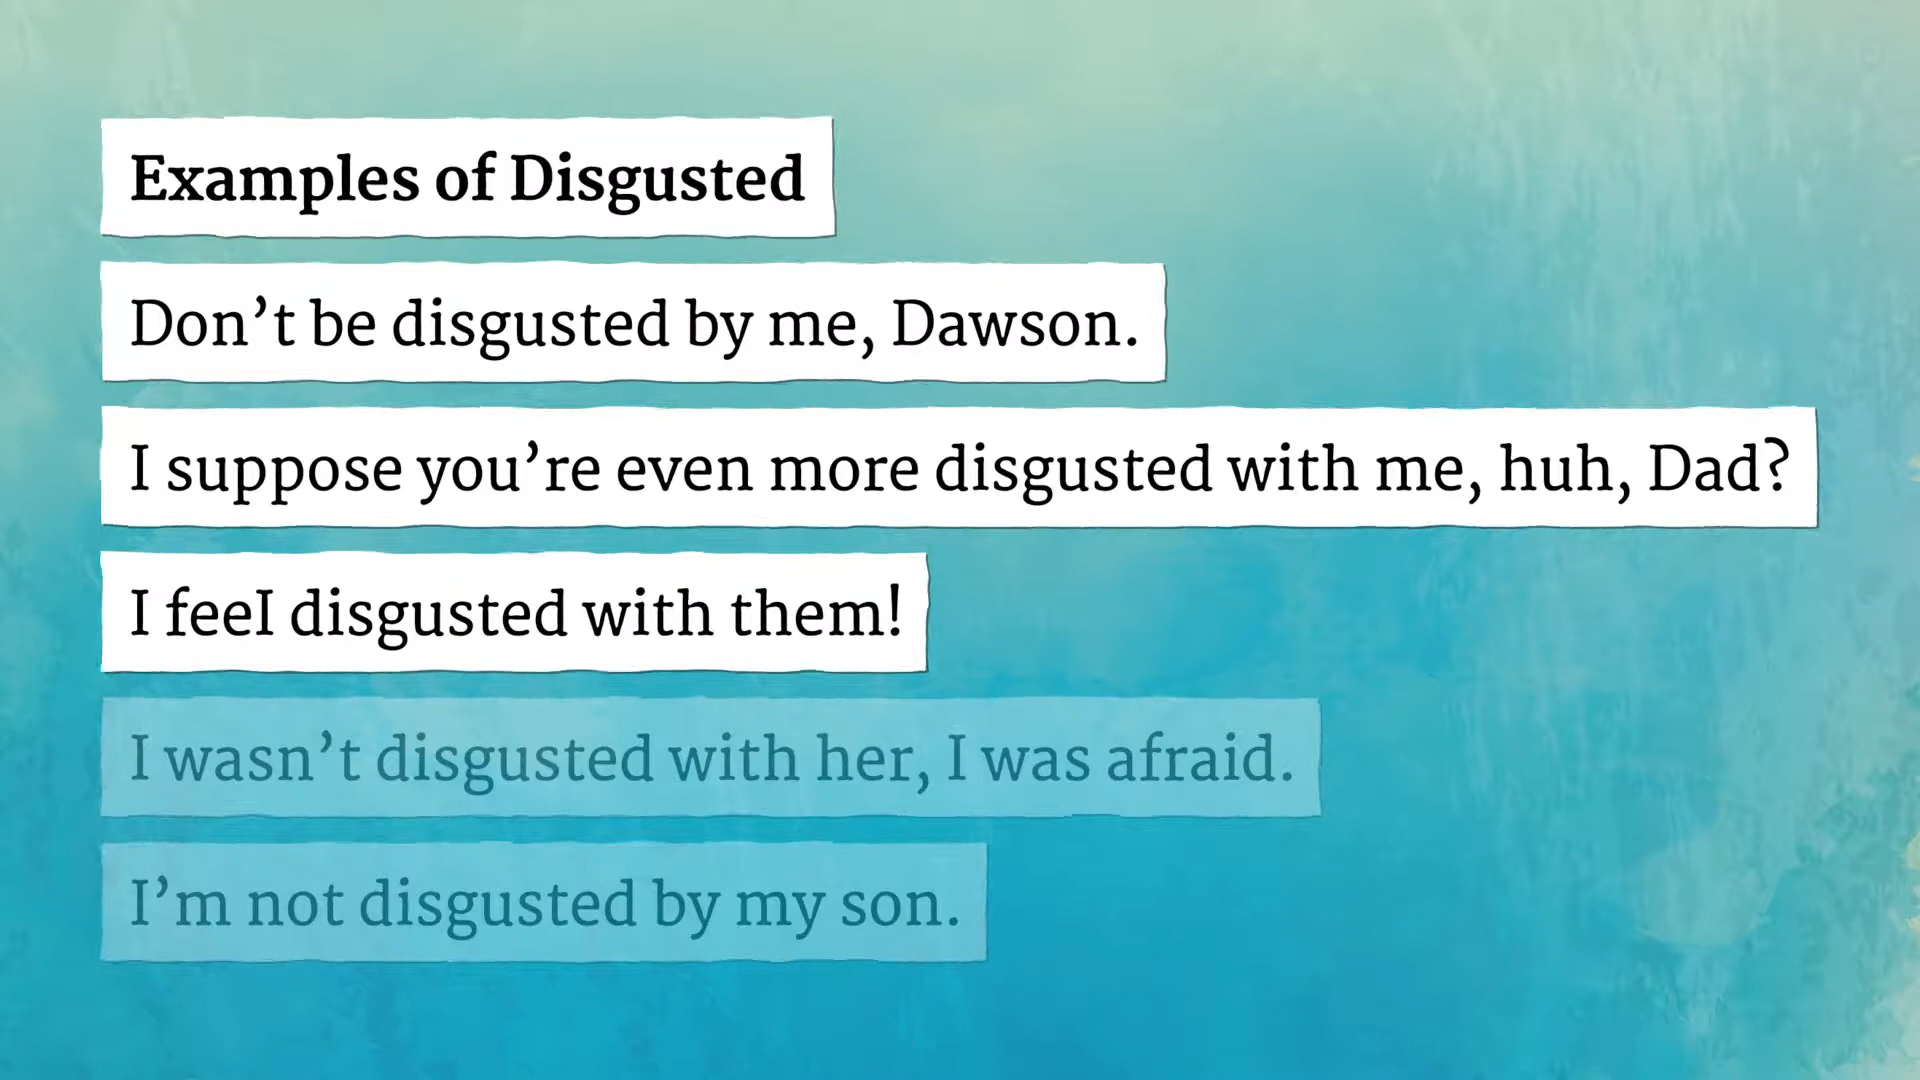 Examples of Disgusted
Don’t be disgusted by me, Dawson.
I suppose you’re even more disgusted with me, huh, Dad?
I feeI disgusted with them!
I wasn’t disgusted with her, I was afraid.
I’m not disgusted by my son.